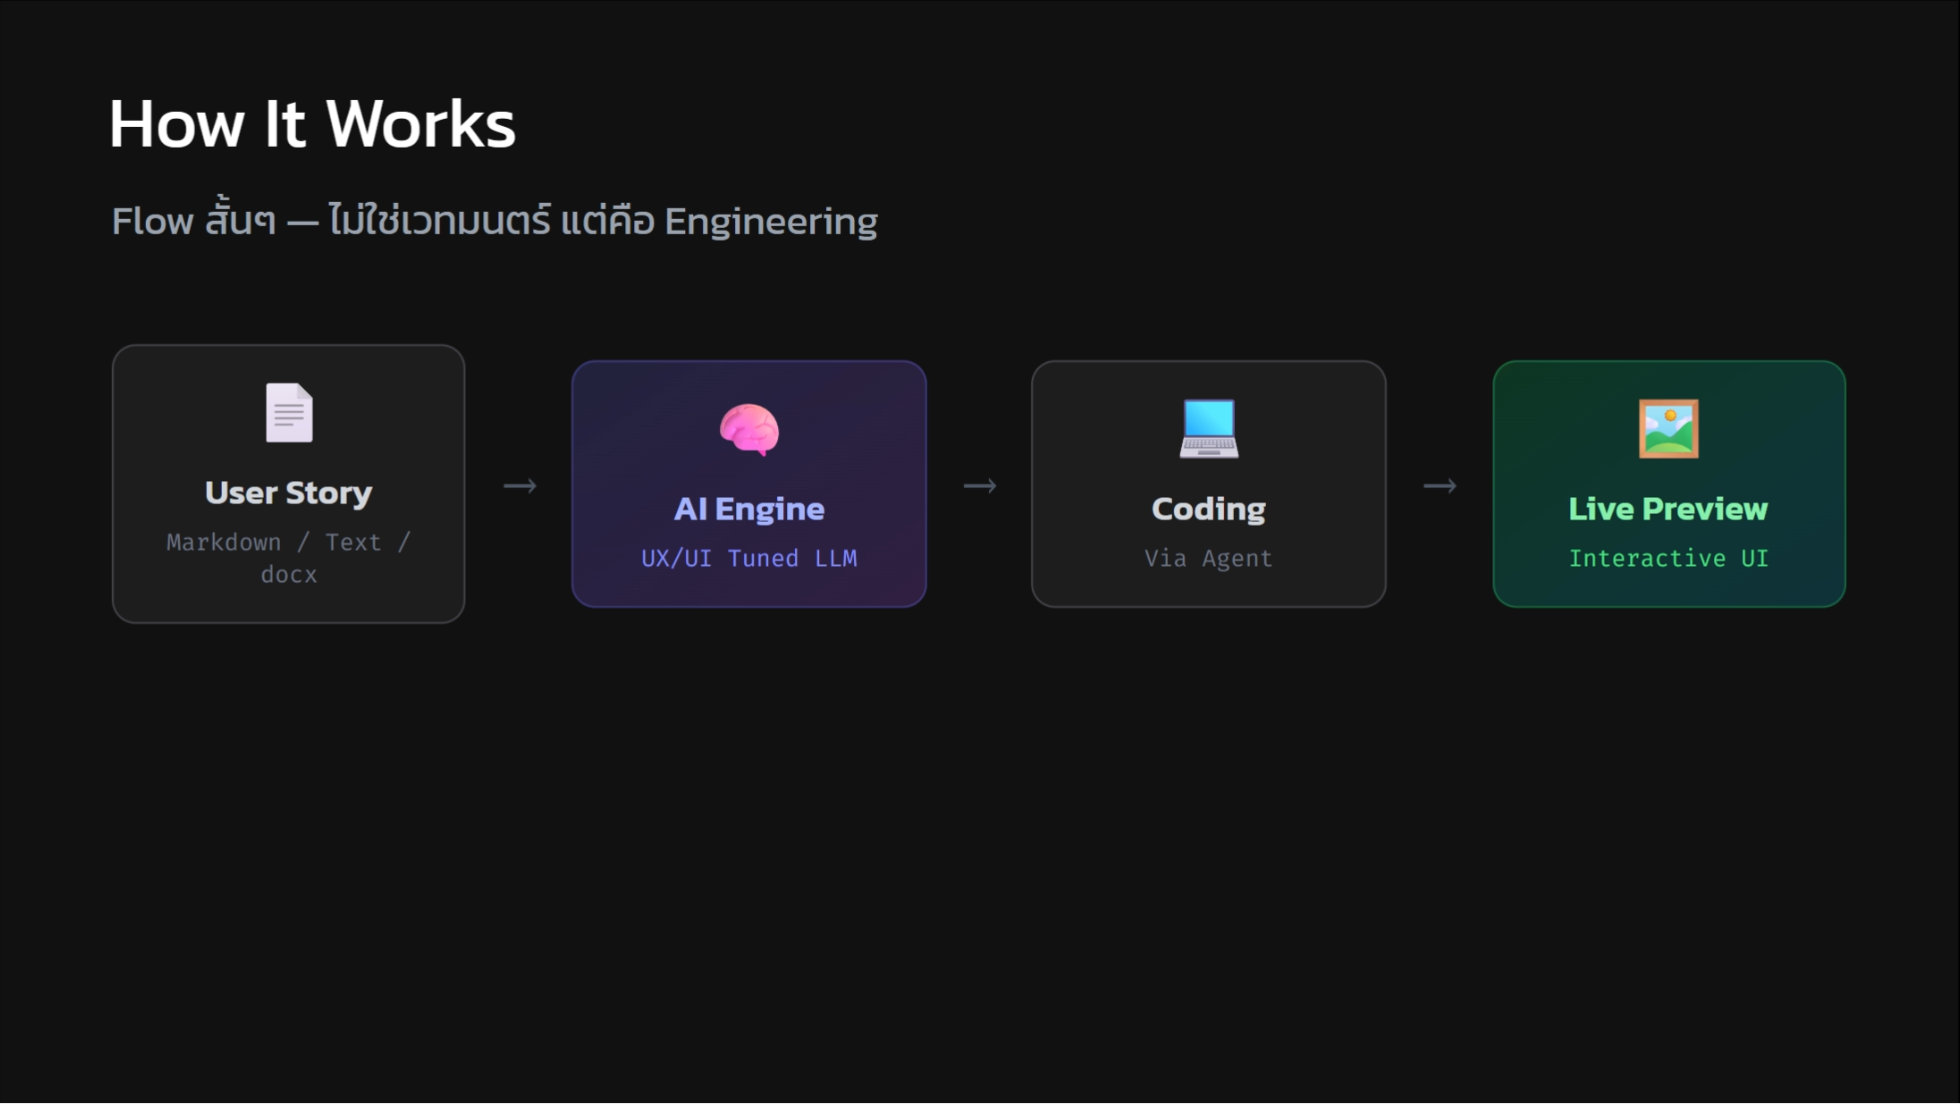 How It Works
Flow สั้นๆ — ไม่ใช่เวทมนตร์ แต่คือ Engineering
User Story
Markdown / Text /
docx
→
AI Engine
UX/UI Tuned LLM
→
Coding
Via Agent
→
Live Preview
Interactive UI